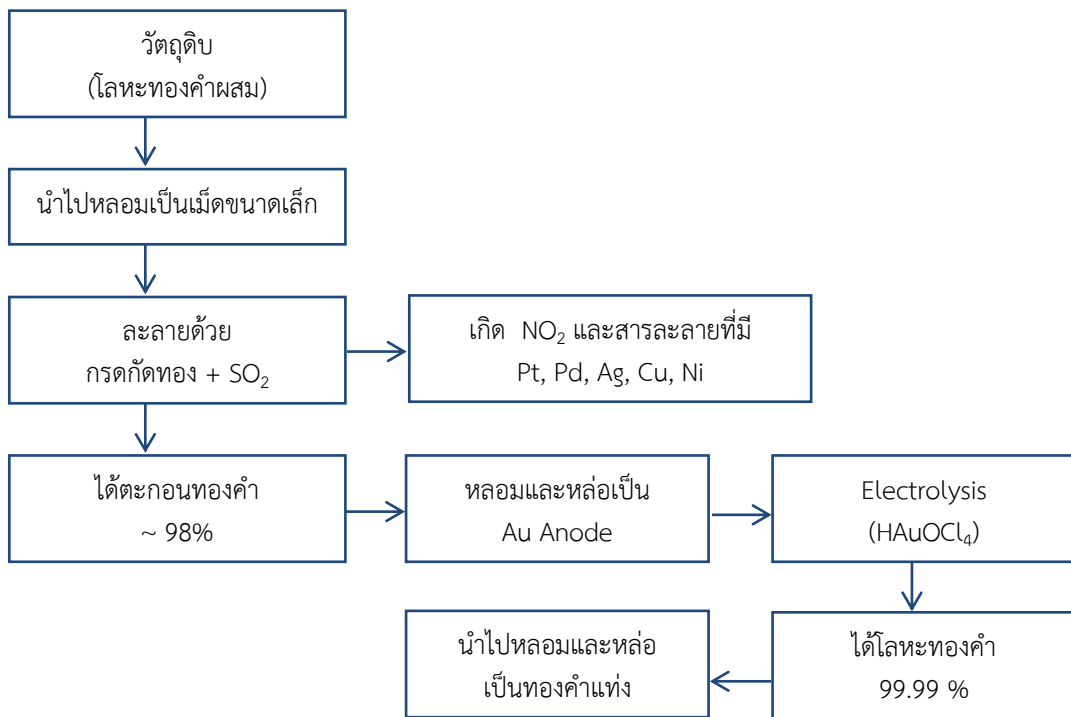 วัตถุดิบ
(โลหะทองคำผสม)
นำไปหลอมเป็นเม็ดขนาดเล็ก
ละลายด้วย
กรดกัดทอง + SO₂
เกิด NO₂ และสารละลายที่มี
Pt, Pd, Ag, Cu, Ni
ได้ตะกอนทองคำ
~ 98%
หลอมและหล่อเป็น
Au Anode
Electrolysis
(HAuOCl₄)
ได้โลหะทองคำ
99.99 %
นำไปหลอมและหล่อ
เป็นทองคำแท่ง